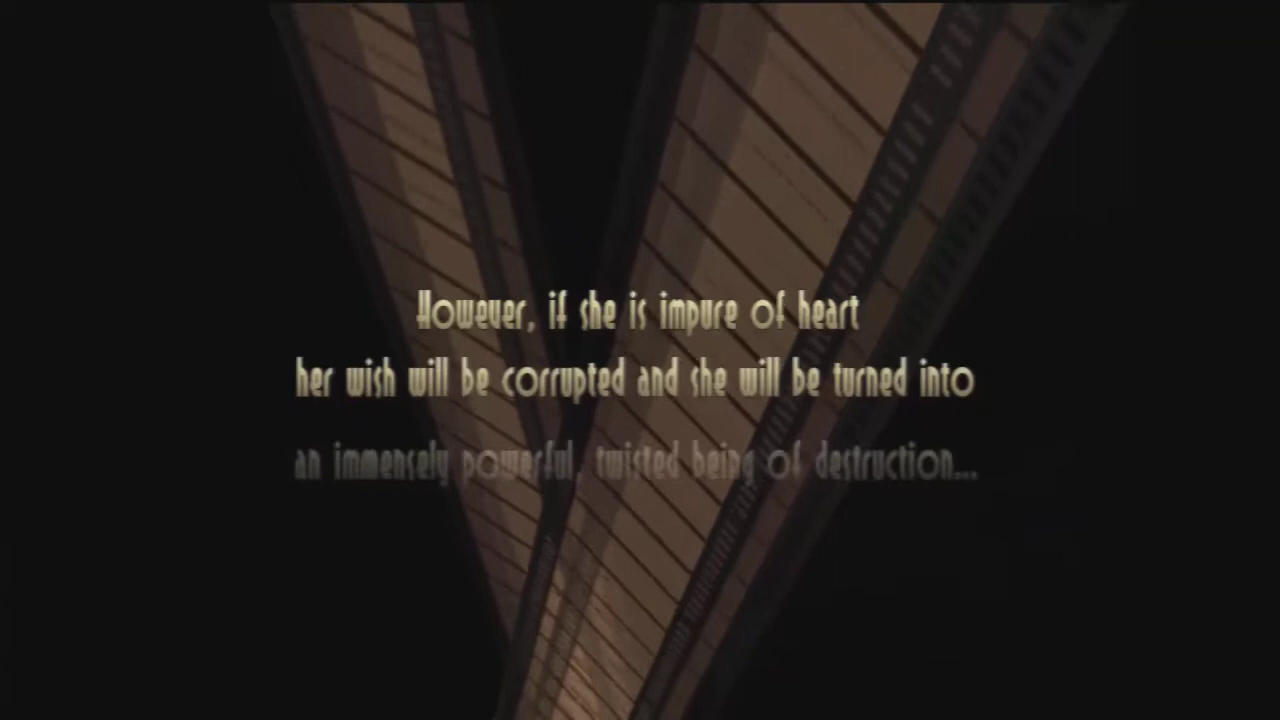 However, if she is impure of heart
her wish will be corrupted and she will be turned into
an immensely powerful, twisted being of destruction...